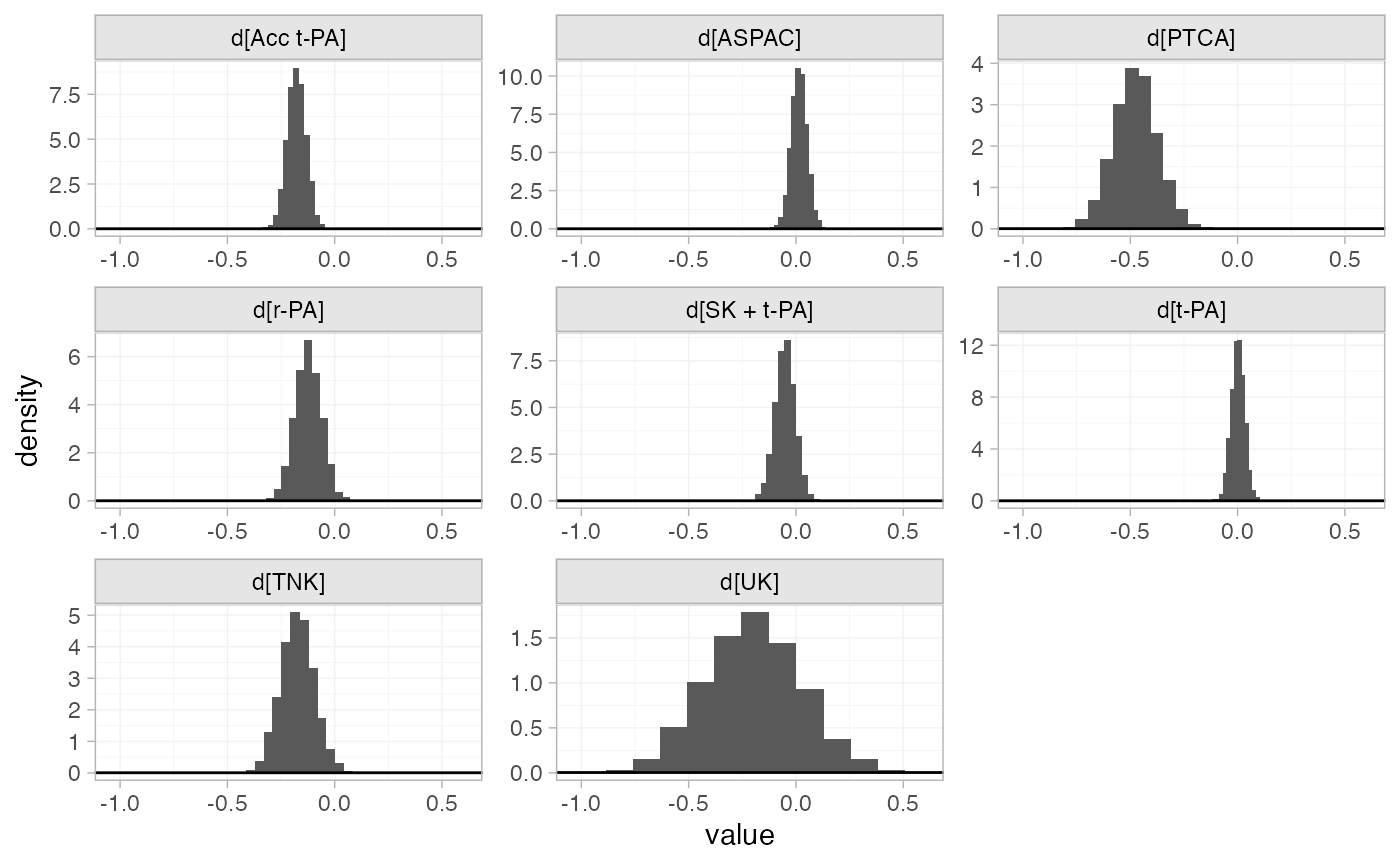 d[Acc t-PA] d[ASPAC] d[PTCA]
7.5 5.0 2.5 0.0
10.0 7.5 5.0 2.5 0.0
4 3 2 1 0
-1.0 -0.5 0.0 0.5 -1.0 -0.5 0.0 0.5 -1.0 -0.5 0.0 0.5
d[r-PA] d[SK + t-PA] d[t-PA]
6 4 2 0
7.5 5.0 2.5 0.0
12 8 4 0
-1.0 -0.5 0.0 0.5 -1.0 -0.5 0.0 0.5 -1.0 -0.5 0.0 0.5
density
d[TNK] d[UK]
5 4 3 2 1 0
1.5 1.0 0.5 0.0
-1.0 -0.5 0.0 0.5 -1.0 -0.5 0.0 0.5
value